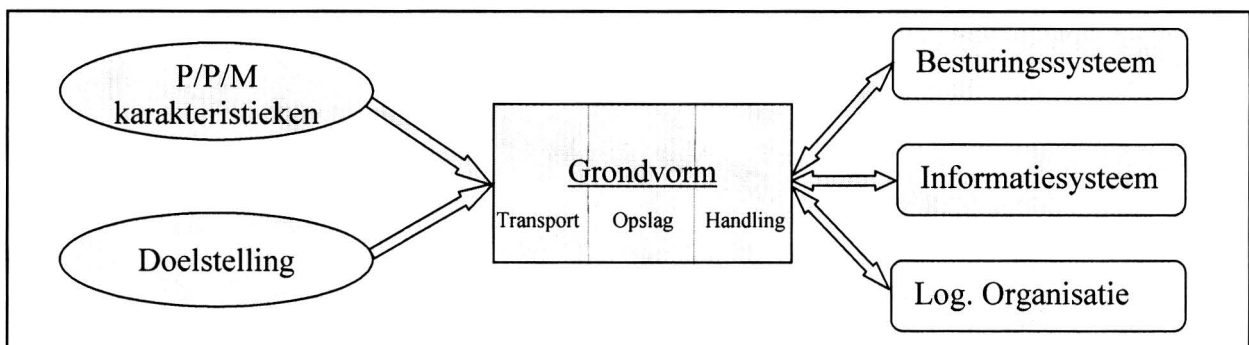 P/P/M
karakteristieken
Doelstelling
Grondvorm
Transport Opslag Handling
Besturingssysteem
Informatiesysteem
Log. Organisatie